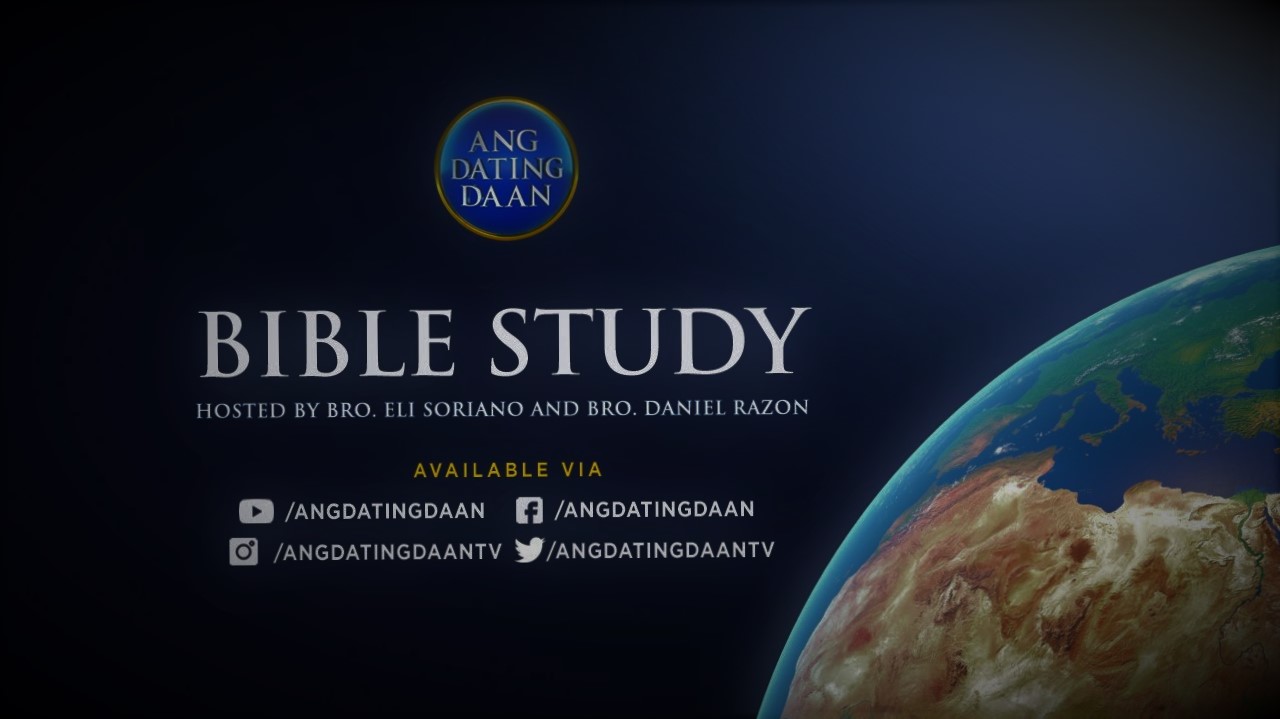 ANG
DATING
DAAN
BIBLE STUDY
HOSTED BY BRO. ELI SORIANO AND BRO. DANIEL RAZON
AVAILABLE VIA
/ANGDATINGDAAN /ANGDATINGDAAN
/ANGDATINGDAANTV /ANGDATINGDAANTV